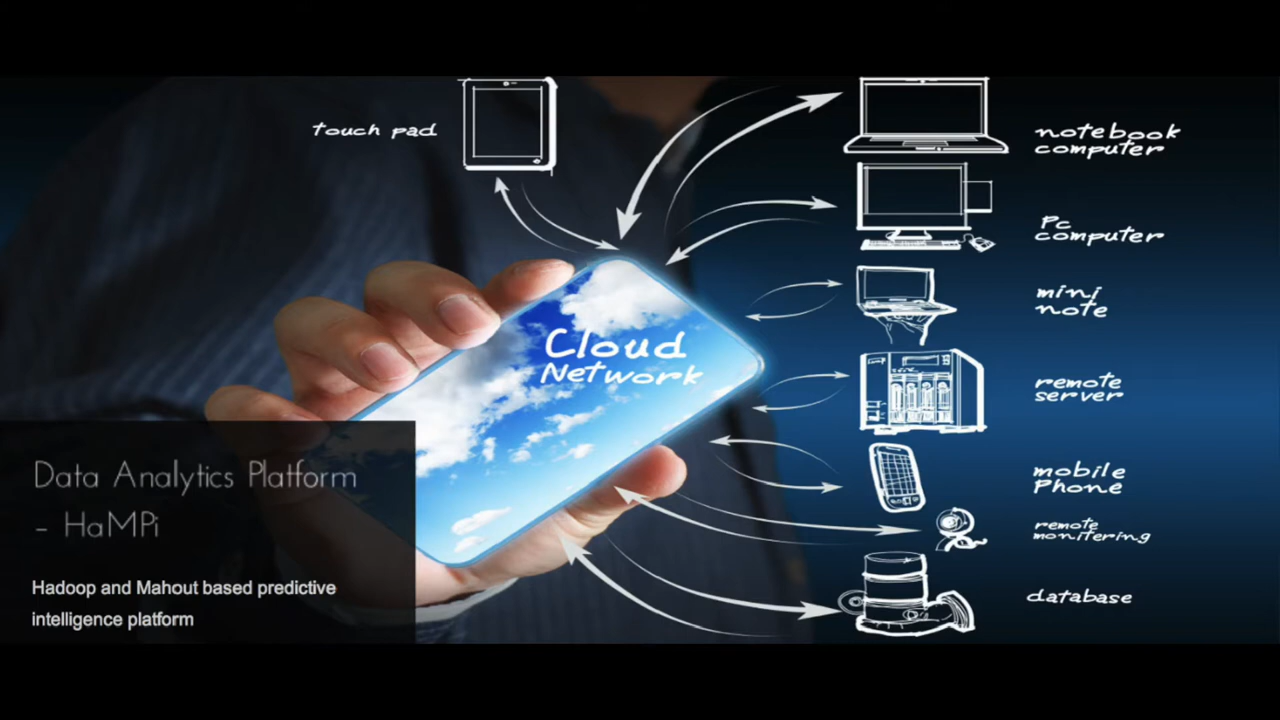 touch pad
notebook
computer
Pc
computer
mini
note
Cloud
Network
remote
server
mobile
Phone
remote
monitering
database
Data Analytics Platform
– HaMPi
Hadoop and Mahout based predictive
intelligence platform